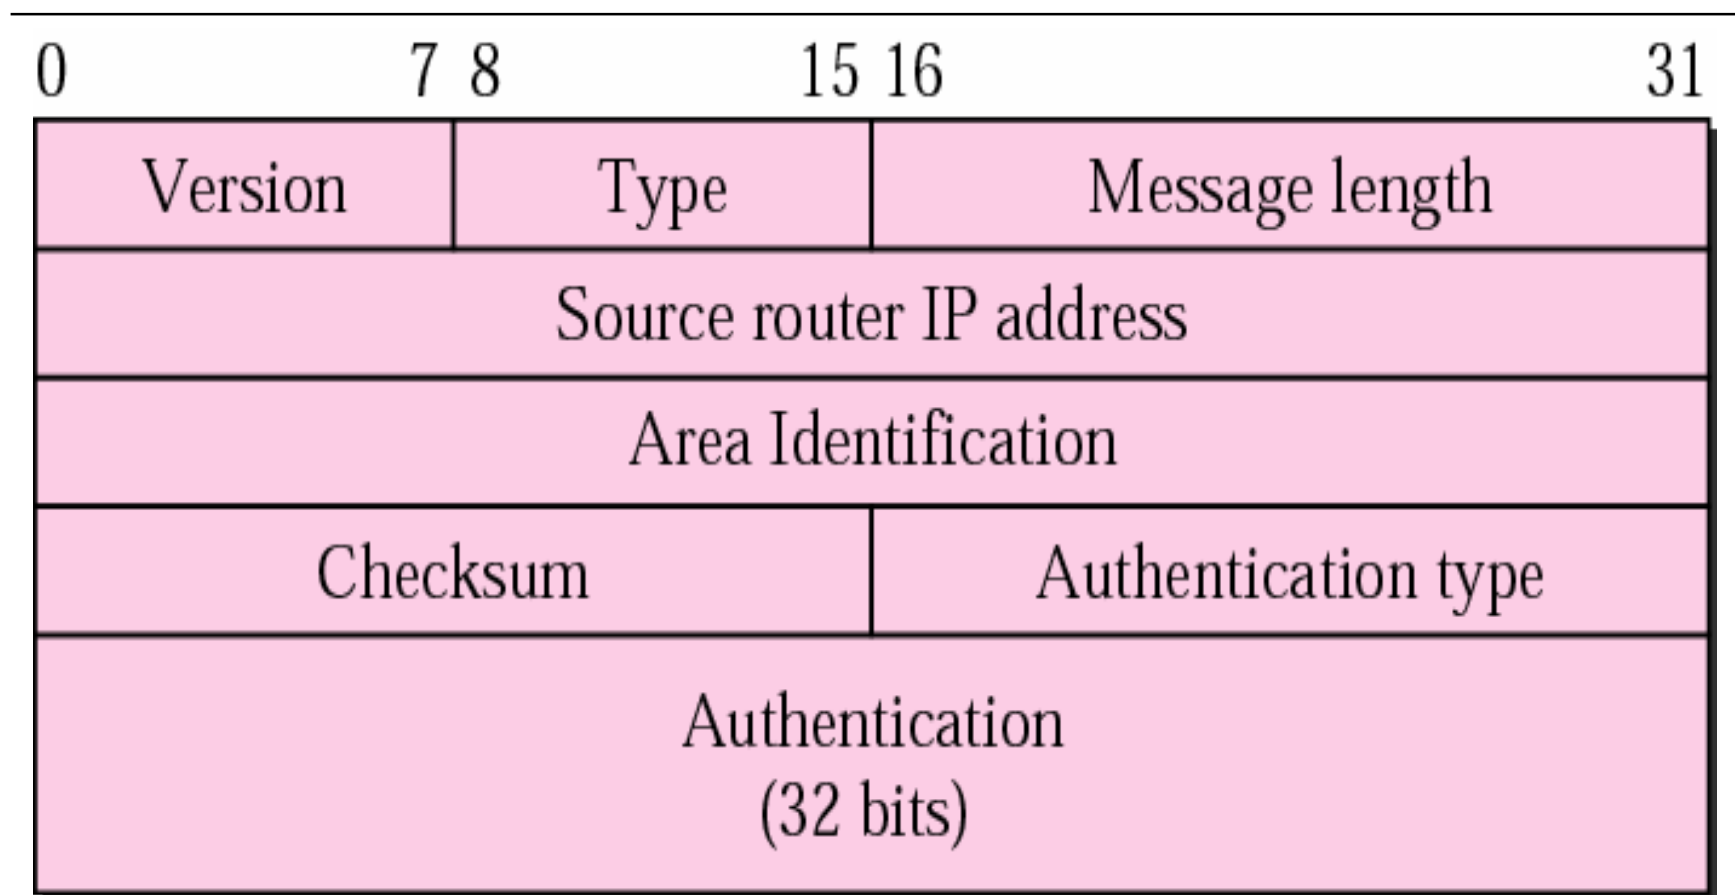 0 7 8 15 16 31
Version Type Message length
Source router IP address
Area Identification
Checksum Authentication type
Authentication
(32 bits)